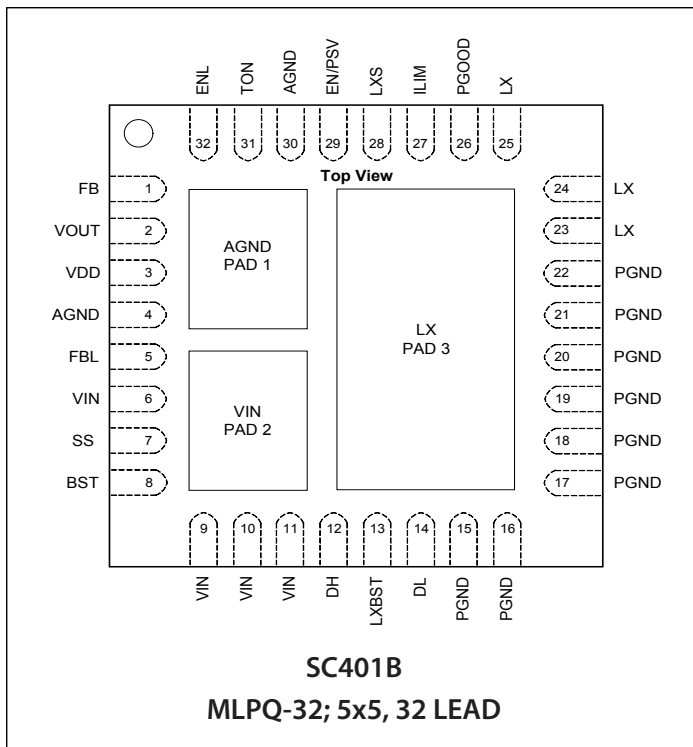 ENL
TON
AGND
EN/PSV
LXS
ILIM
PGOOD
LX
32
31
30
29
28
27
26
25
Top View
FB 1
VOUT 2
VDD 3
AGND 4
FBL 5
VIN 6
SS 7
BST 8
AGND
PAD 1
VIN
PAD 2
LX
PAD 3
24 LX
23 LX
22 PGND
21 PGND
20 PGND
19 PGND
18 PGND
17 PGND
9
10
11
12
13
14
15
16
VIN
VIN
VIN
DH
LXBST
DL
PGND
PGND
SC401B
MLPQ-32; 5x5, 32 LEAD